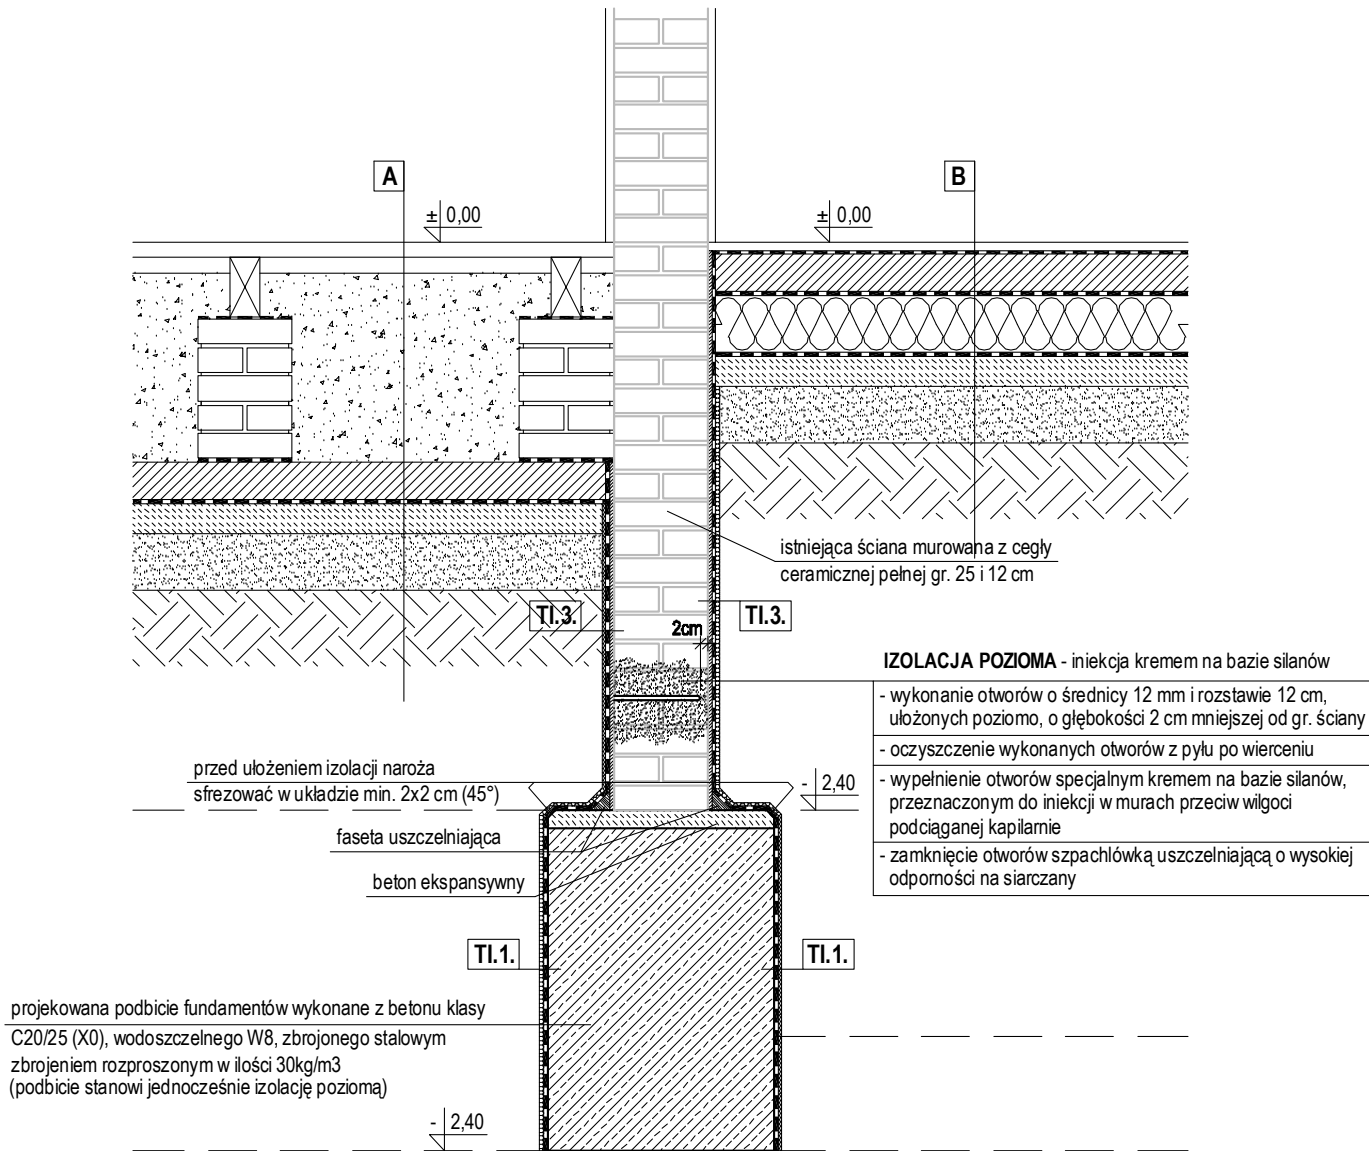 A
B
± 0,00
± 0,00
istniejąca ściana murowana z cegły
ceramicznej pełnej gr. 25 i 12 cm
TI.3.
TI.3.
2cm
IZOLACJA POZIOMA - iniekcja kremem na bazie silanów
- wykonanie otworów o średnicy 12 mm i rozstawie 12 cm,
ułożonych poziomo, o głębokości 2 cm mniejszej od gr. ściany
- oczyszczenie wykonanych otworów z pyłu po wierceniu
- wypełnienie otworów specjalnym kremem na bazie silanów,
przeznaczonym do iniekcji w murach przeciw wilgoci
podciąganej kapilarnie
- zamknięcie otworów szpachlówką uszczelniającą o wysokiej
odporności na siarczany
przed ułożeniem izolacji naroża
sfrezować w układzie min. 2x2 cm (45°)
- 2,40
faseta uszczelniająca
beton ekspansywny
TI.1.
TI.1.
projekowana podbicie fundamentów wykonane z betonu klasy
C20/25 (X0), wodoszczelnego W8, zbrojonego stalowym
zbrojeniem rozproszonym w ilości 30kg/m3
(podbicie stanowi jednocześnie izolację poziomą)
- 2,40